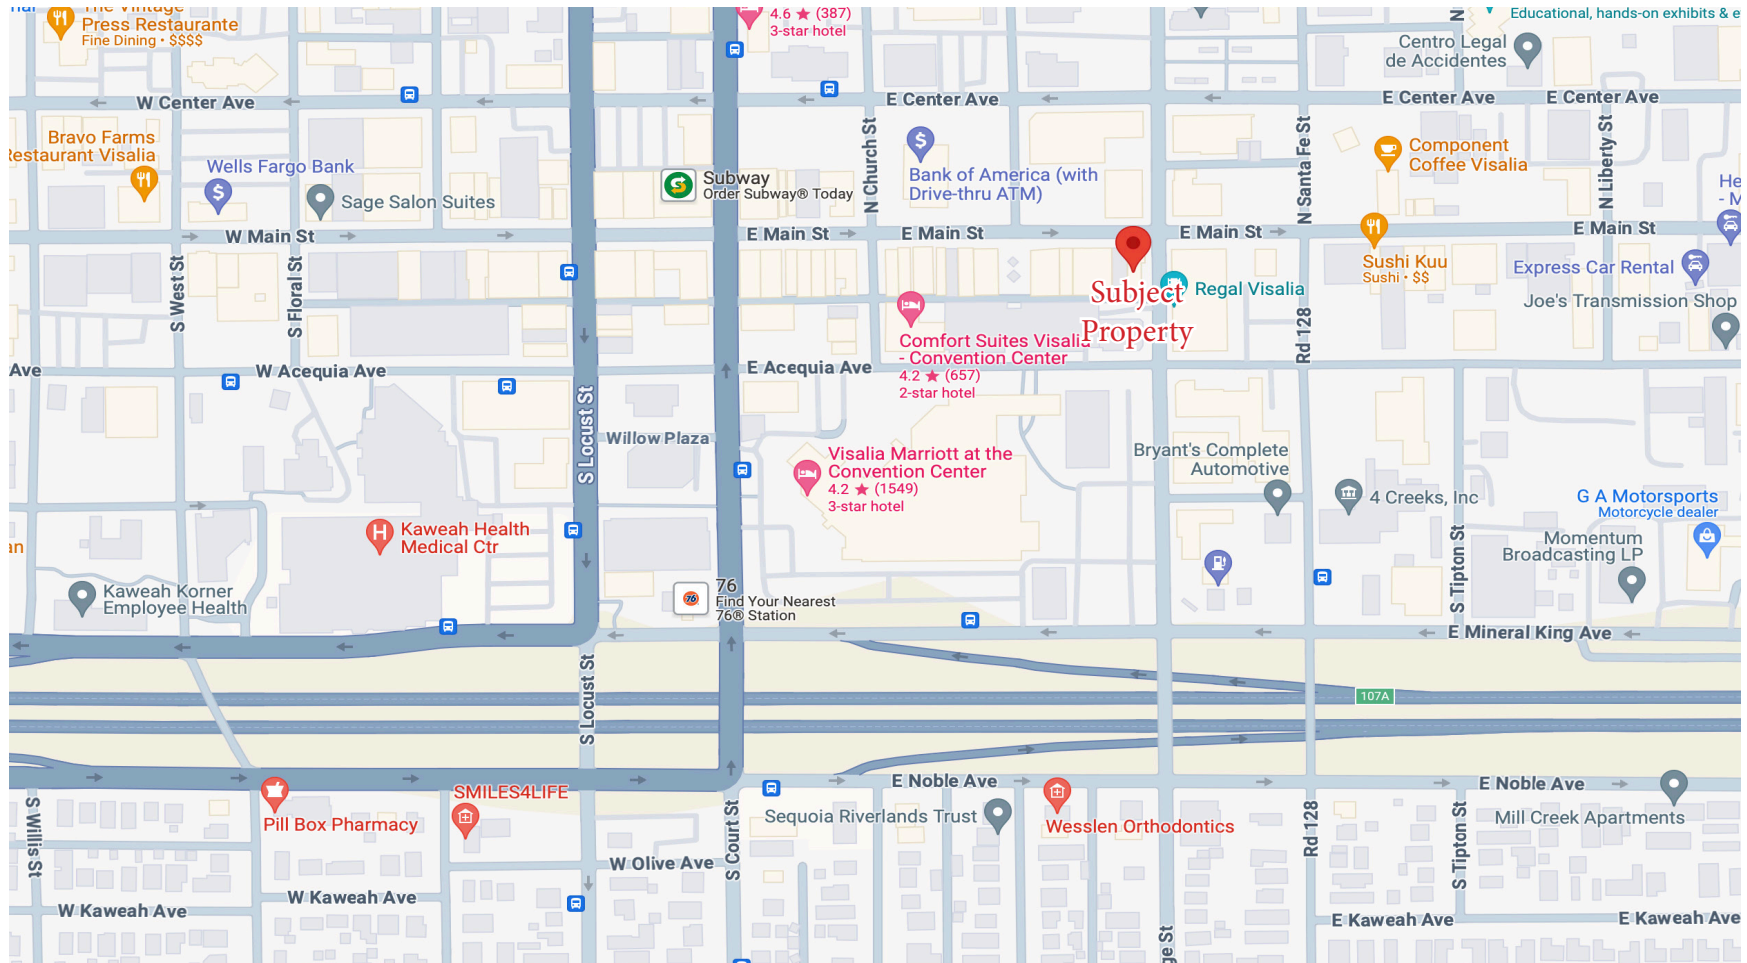 The Vintage
Press Restaurante
Fine Dining • $$$$
4.6 ★ (387)
3-star hotel
Educational, hands-on exhibits & e
Centro Legal
de Accidentes
W Center Ave
E Center Ave
E Center Ave
E Center Ave
Bravo Farms
Restaurant Visalia
Wells Fargo Bank
Sage Salon Suites
Subway
Order Subway® Today
N Church St
Bank of America (with
Drive-thru ATM)
N Santa Fe St
Component
Coffee Visalia
N Liberty St
He
- M
W Main St
E Main St
E Main St
E Main St
E Main St
Sushi Kuu
Sushi • $$
Express Car Rental
Joe's Transmission Shop
S West St
S Floral St
Subject
Property
Regal Visalia
Rd 128
Comfort Suites Visalia
- Convention Center
4.2 ★ (657)
2-star hotel
Ave
W Acequia Ave
E Acequia Ave
S Locust St
Willow Plaza
Visalia Marriott at the
Convention Center
4.2 ★ (1549)
3-star hotel
Bryant's Complete
Automotive
4 Creeks, Inc
G A Motorsports
Motorcycle dealer
Momentum
Broadcasting LP
S Tipton St
an
Kaweah Health
Medical Ctr
H
Kaweah Korner
Employee Health
76
76
Find Your Nearest
76® Station
E Mineral King Ave
S Locust St
107A
E Noble Ave
E Noble Ave
SMILES4LIFE
Pill Box Pharmacy
Sequoia Riverlands Trust
Wesslen Orthodontics
Mill Creek Apartments
S Willis St
S Court St
Rd 128
S Tipton St
W Olive Ave
W Kaweah Ave
W Kaweah Ave
E Kaweah Ave
E Kaweah Ave
ge St